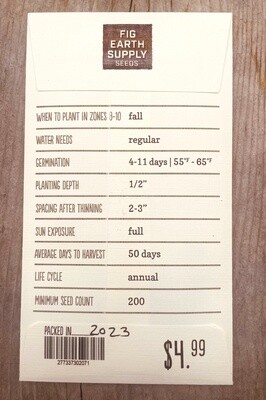 FIG
EARTH
SUPPLY
SEEDS
WHEN TO PLANT IN ZONES 8-10 fall
WATER NEEDS regular
GERMINATION 4-11 days | 55°F - 65°F
PLANTING DEPTH 1/2"
SPACING AFTER THINNING 2-3"
SUN EXPOSURE full
AVERAGE DAYS TO HARVEST 50 days
LIFE CYCLE annual
MINIMUM SEED COUNT 200
PACKED IN 2023
277337302071
$4.99